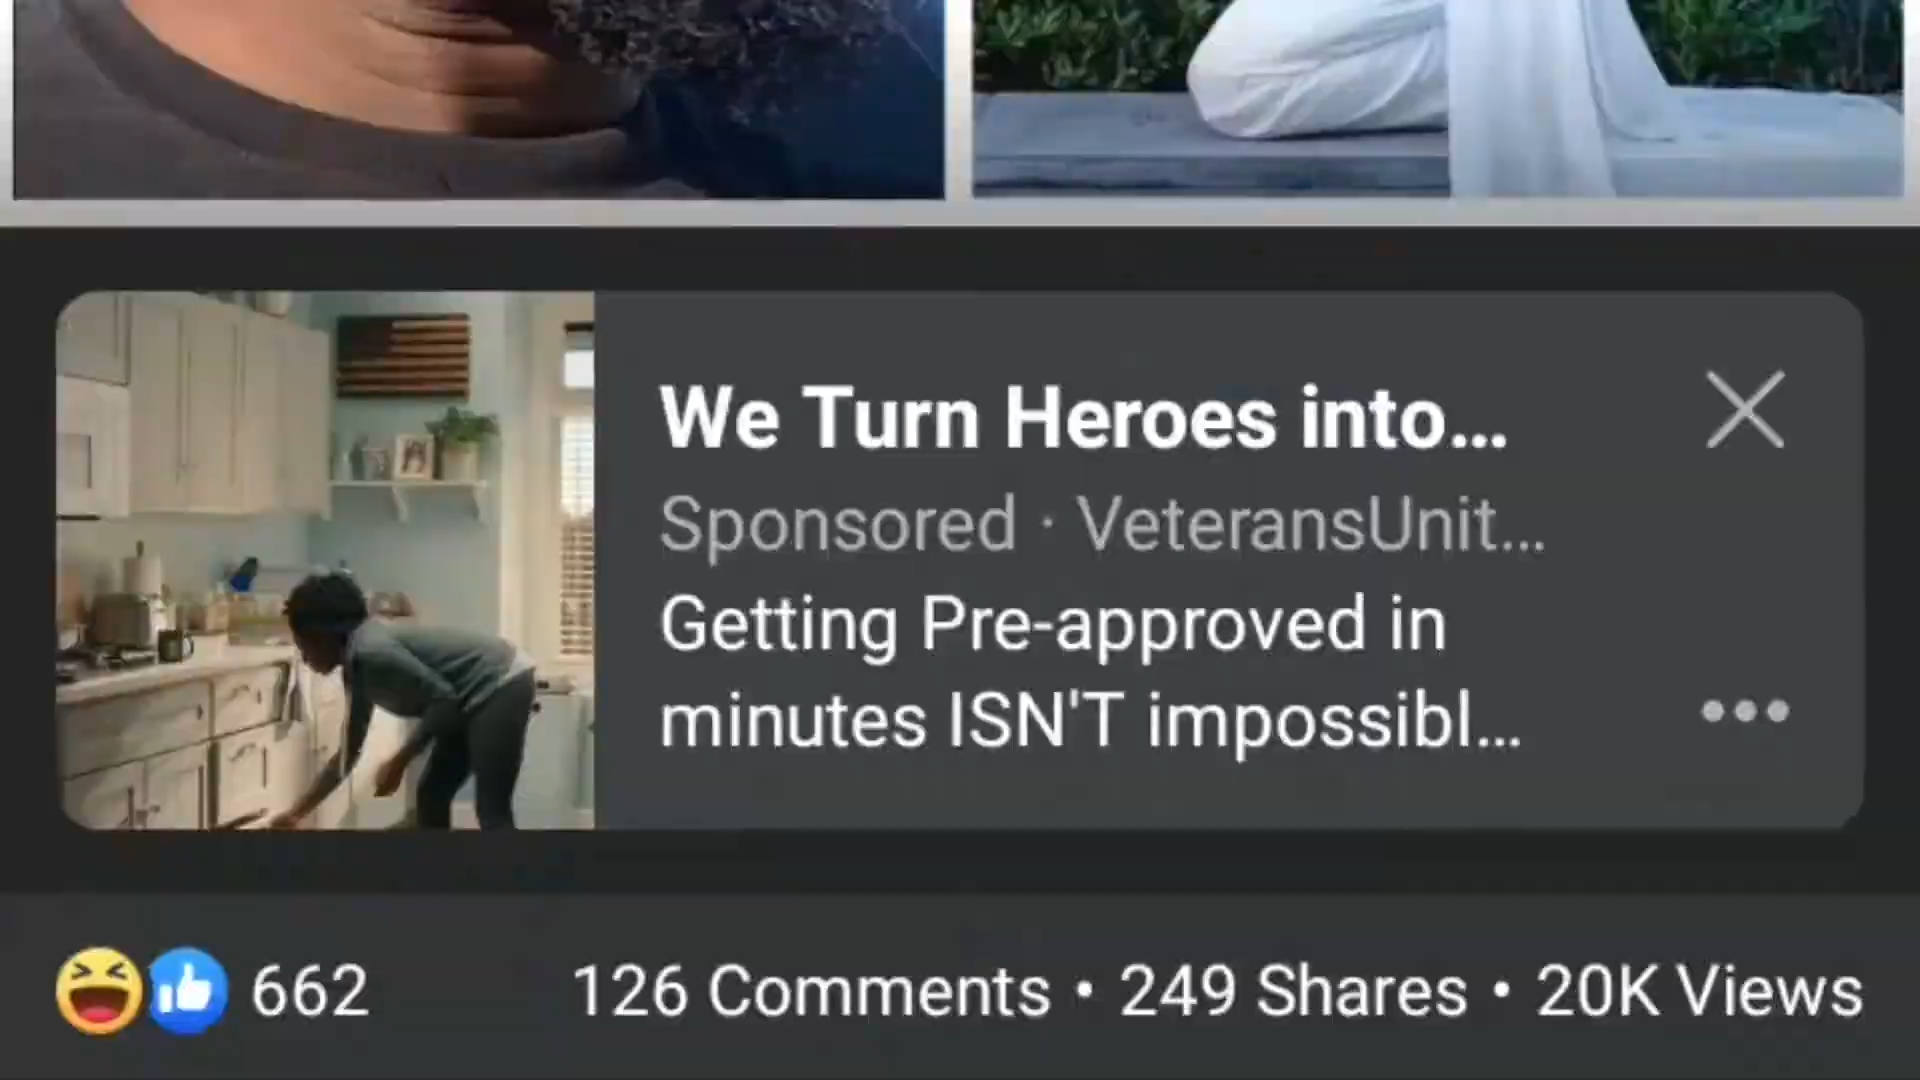 We Turn Heroes into...
Sponsored · VeteransUnit...
Getting Pre-approved in
minutes ISN'T impossibl...
662 126 Comments • 249 Shares • 20K Views